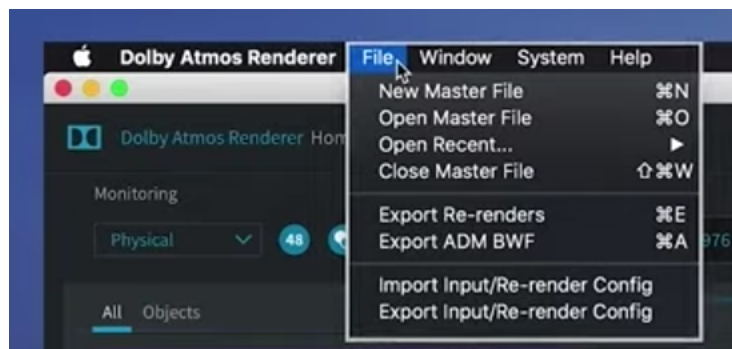 Dolby Atmos Renderer File Window System Help
New Master File ⌘N
Open Master File ⌘O
Open Recent... ▶
Close Master File ⇧⌘W
Export Re-renders ⌘E
Export ADM BWF ⌘A
Import Input/Re-render Config
Export Input/Re-render Config
Dolby Atmos Renderer Hom
Monitoring
Physical 48 976
All Objects